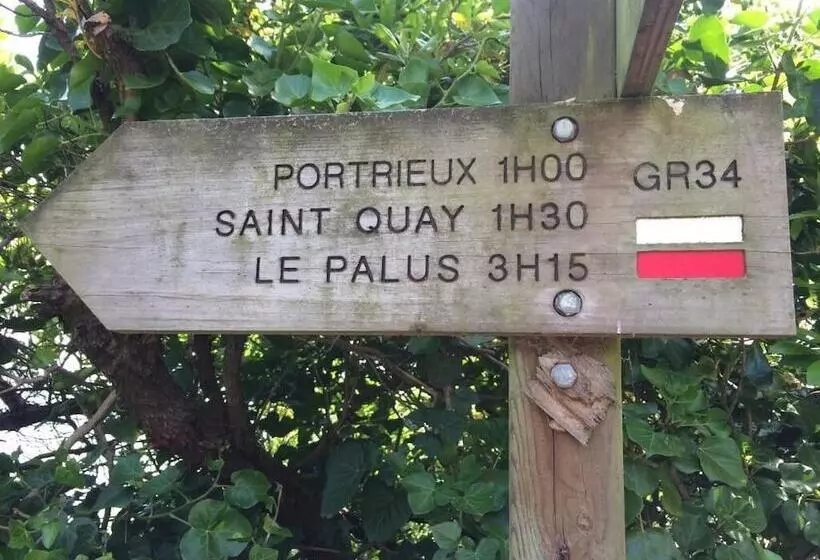 PORTRIEUX 1H00 GR34
SAINT QUAY 1H30
LE PALUS 3H15